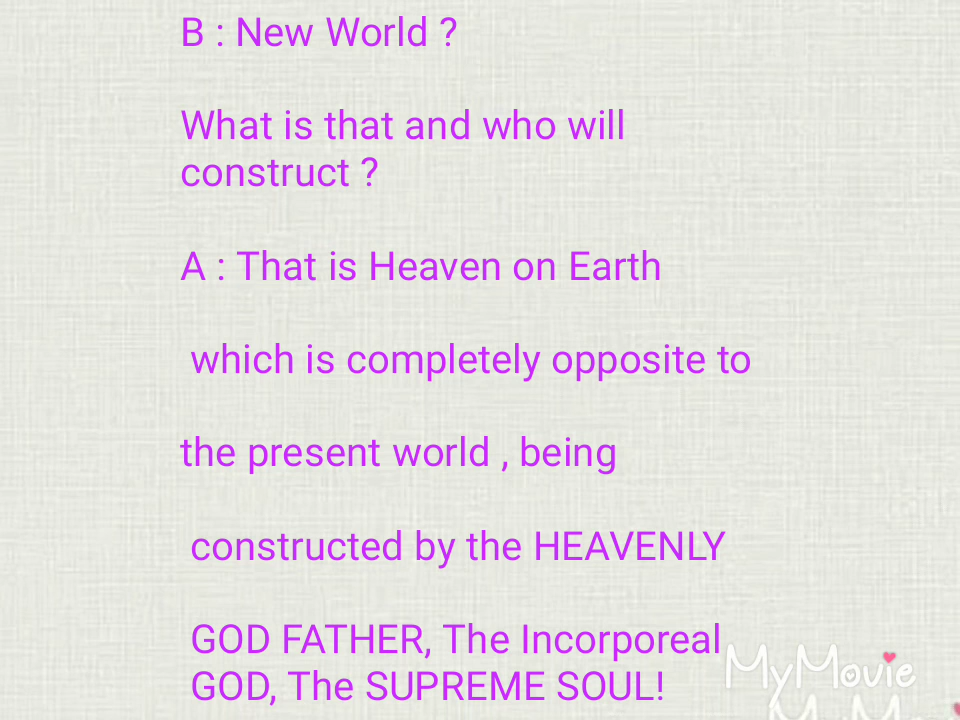 B : New World ?
What is that and who will
construct ?
A : That is Heaven on Earth
which is completely opposite to
the present world , being
constructed by the HEAVENLY
GOD FATHER, The Incorporeal
GOD, The SUPREME SOUL!
MyMovie